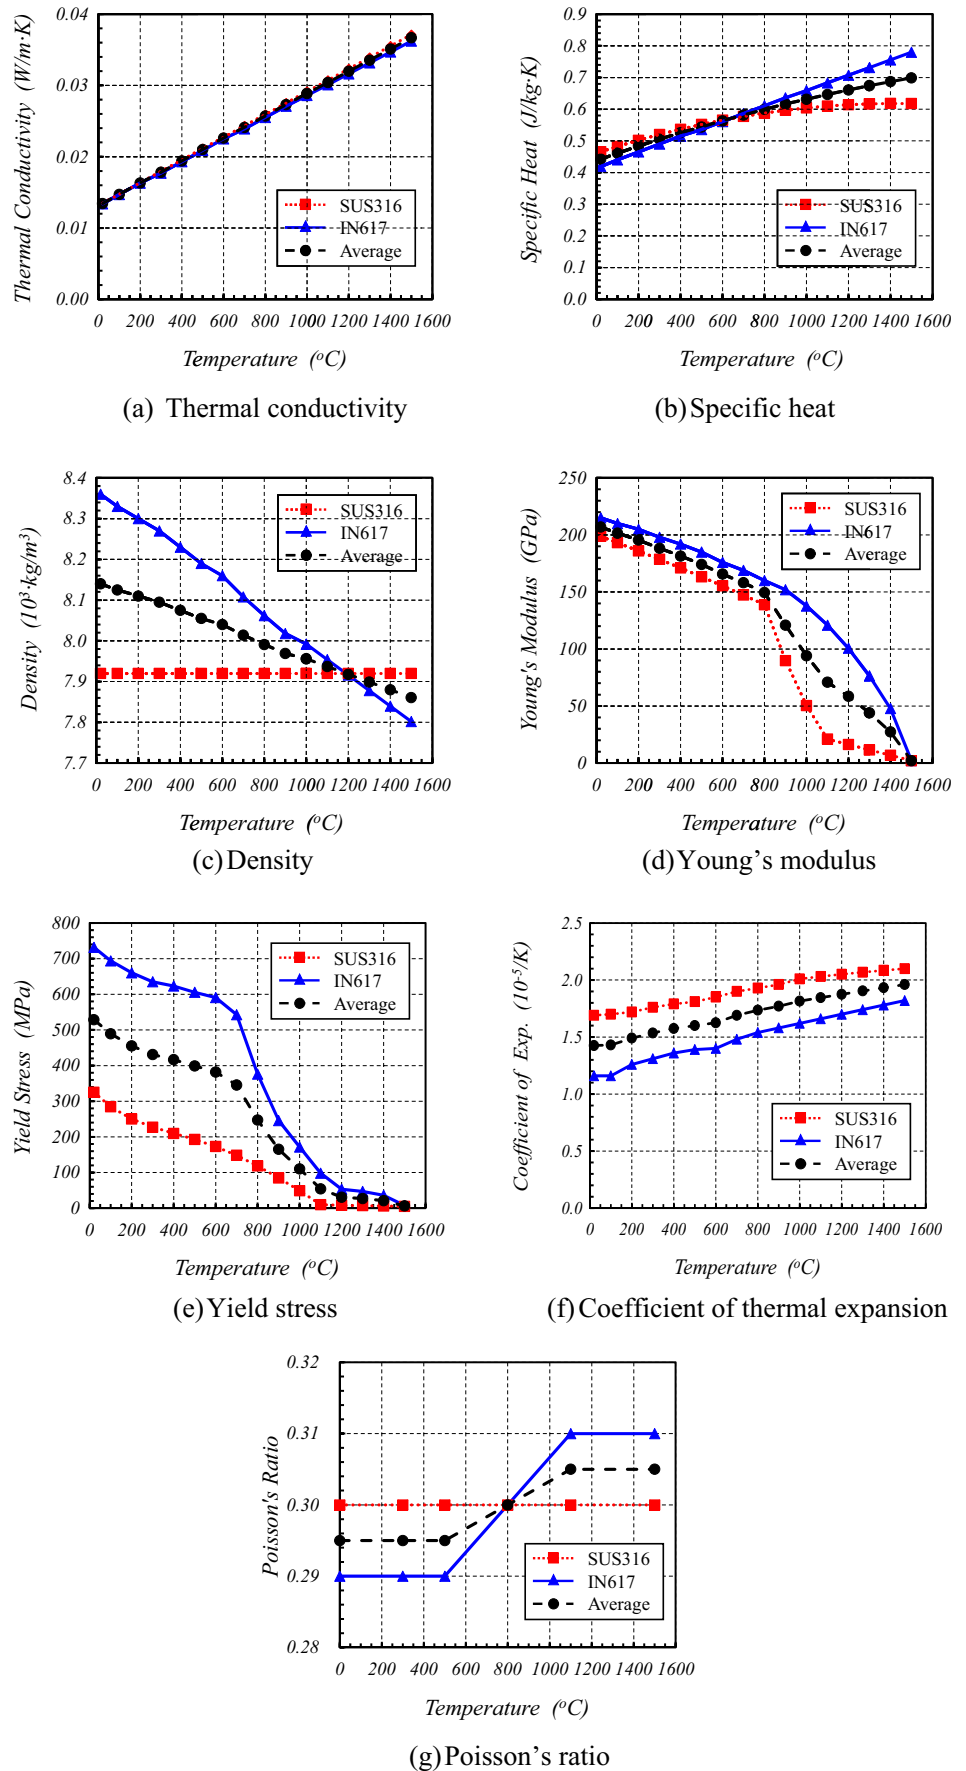 0.04
0.03
0.02
0.01
0.00
Thermal Conductivity (W/m·K)
SUS316
IN617
Average
0 200 400 600 800 1000 1200 1400 1600
Temperature (°C)
(a) Thermal conductivity
0.9
0.8
0.7
0.6
0.5
0.4
0.3
0.2
0.1
0.0
Specific Heat (J/kg·K)
SUS316
IN617
Average
0 200 400 600 800 1000 1200 1400 1600
Temperature (°C)
(b) Specific heat
8.4
8.3
8.2
8.1
8.0
7.9
7.8
7.7
Density (10³·kg/m³)
SUS316
IN617
Average
0 200 400 600 800 1000 1200 1400 1600
Temperature (°C)
(c) Density
250
200
150
100
50
0
Young's Modulus (GPa)
SUS316
IN617
Average
0 200 400 600 800 1000 1200 1400 1600
Temperature (°C)
(d) Young’s modulus
800
700
600
500
400
300
200
100
0
Yield Stress (MPa)
SUS316
IN617
Average
0 200 400 600 800 1000 1200 1400 1600
Temperature (°C)
(e) Yield stress
2.5
2.0
1.5
1.0
0.5
0.0
Coefficient of Exp. (10⁻⁵/K)
SUS316
IN617
Average
0 200 400 600 800 1000 1200 1400 1600
Temperature (°C)
(f) Coefficient of thermal expansion
0.32
0.31
0.30
0.29
0.28
Poisson's Ratio
SUS316
IN617
Average
0 200 400 600 800 1000 1200 1400 1600
Temperature (°C)
(g) Poisson’s ratio